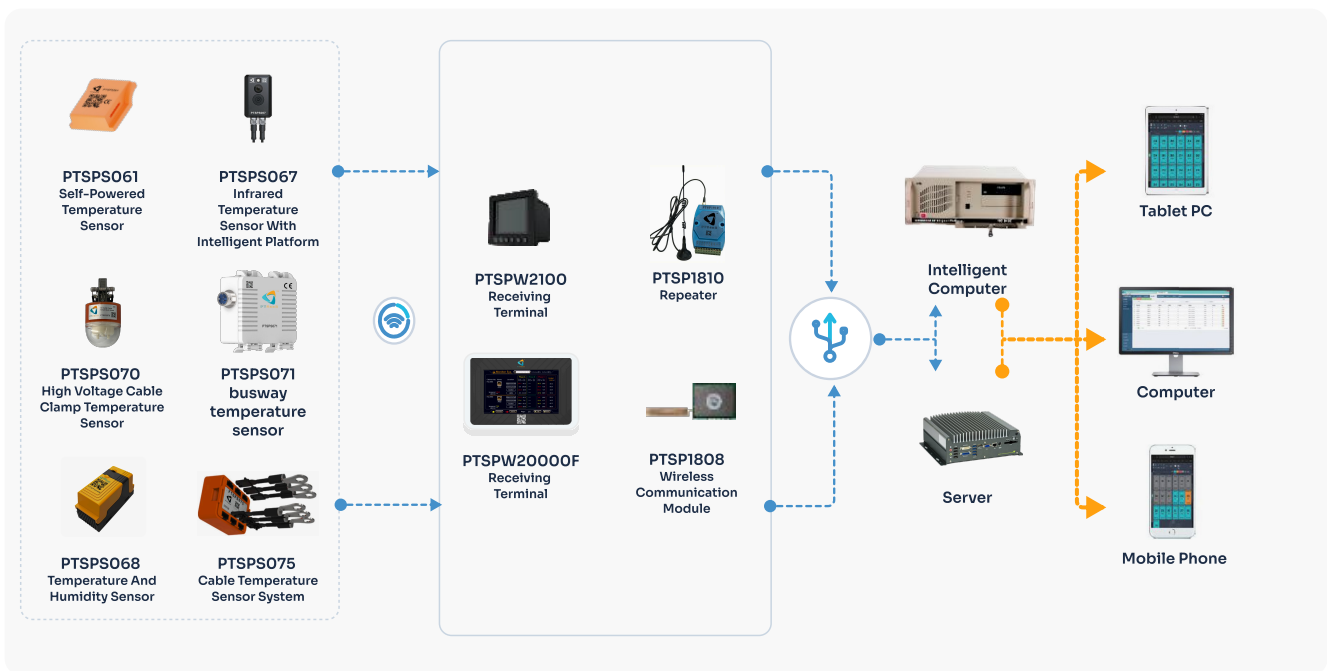 PTSPS061
Self-Powered
Temperature
Sensor
PTSPS067
Infrared
Temperature
Sensor With
Intelligent Platform
PTSPS070
High Voltage Cable
Clamp Temperature
Sensor
PTSPS071
busway
temperature
sensor
PTSPS068
Temperature And
Humidity Sensor
PTSPS075
Cable Temperature
Sensor System
PTSPW2100
Receiving
Terminal
PTSP1810
Repeater
PTSPW20000F
Receiving
Terminal
PTSP1808
Wireless
Communication
Module
Intelligent
Computer
Server
Tablet PC
Computer
Mobile Phone